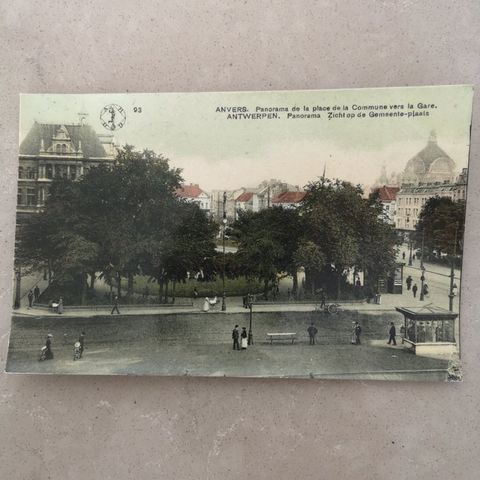 93
ANVERS. Panorama de la place de la Commune vers la Gare.
ANTWERPEN. Panorama Zicht op de Gemeente-plaats